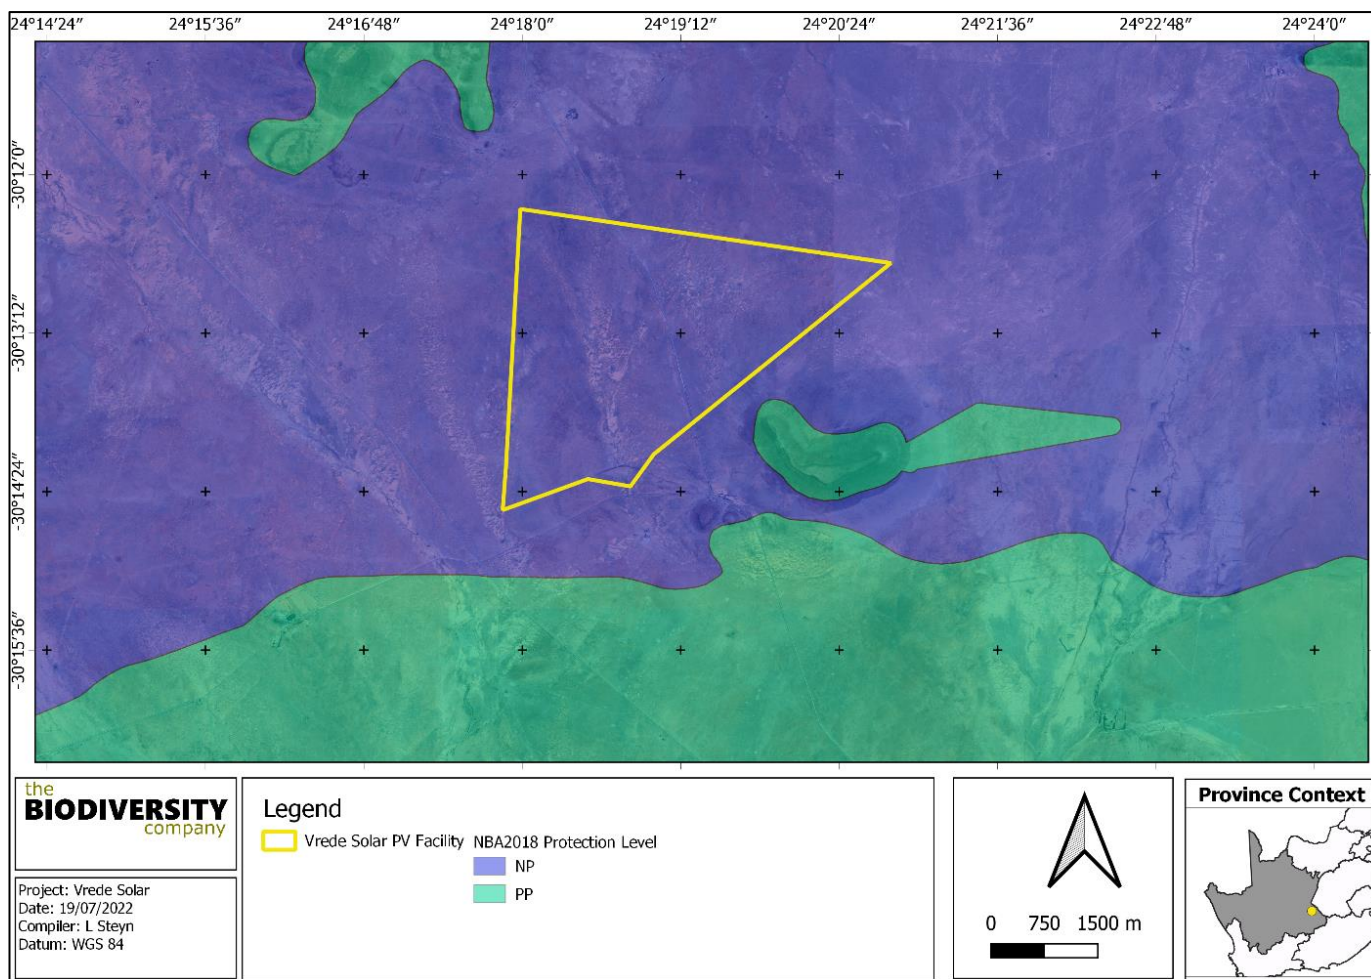 24°14′24″ 24°15′36″ 24°16′48″ 24°18′0″ 24°19′12″ 24°20′24″ 24°21′36″ 24°22′48″ 24°24′0″
-30°12′0″
-30°13′12″
-30°14′24″
-30°15′36″
the
BIODIVERSITY
company
Project: Vrede Solar
Date: 19/07/2022
Compiler: L Steyn
Datum: WGS 84
Legend
Vrede Solar PV Facility
NBA2018 Protection Level
NP
PP
0 750 1500 m
Province Context